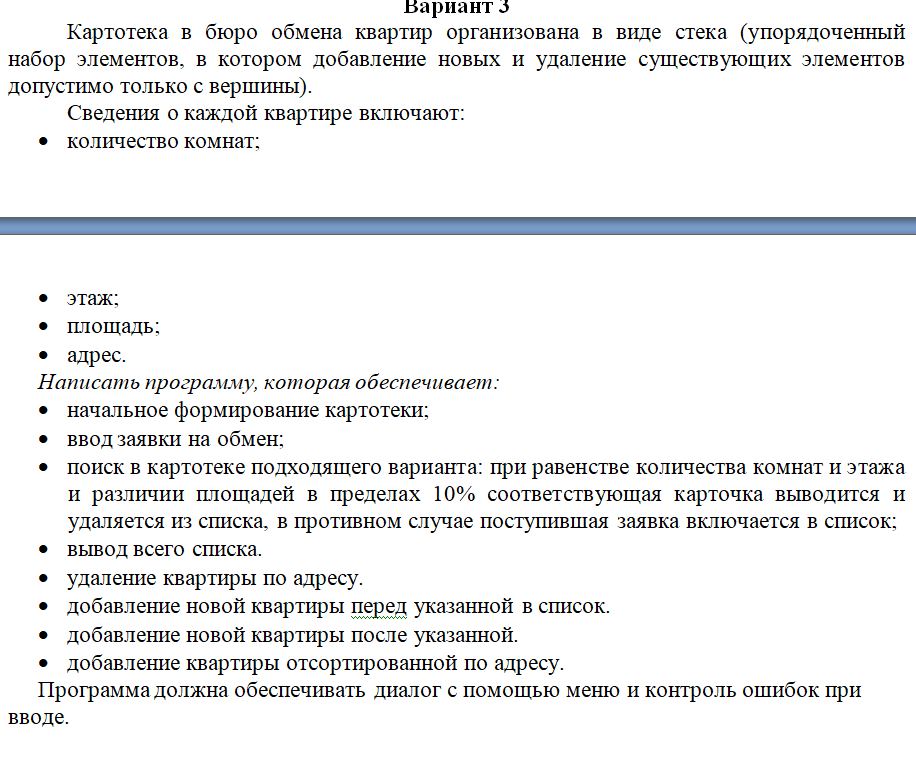 Вариант 3
Картотека в бюро обмена квартир организована в виде стека (упорядоченный
набор элементов, в котором добавление новых и удаление существующих элементов
допустимо только с вершины).
Сведения о каждой квартире включают:
• количество комнат;
• этаж;
• площадь;
• адрес.
Написать программу, которая обеспечивает:
• начальное формирование картотеки;
• ввод заявки на обмен;
• поиск в картотеке подходящего варианта: при равенстве количества комнат и этажа
и различии площадей в пределах 10% соответствующая карточка выводится и
удаляется из списка, в противном случае поступившая заявка включается в список;
• вывод всего списка.
• удаление квартиры по адресу.
• добавление новой квартиры перед указанной в список.
• добавление новой квартиры после указанной.
• добавление квартиры отсортированной по адресу.
Программа должна обеспечивать диалог с помощью меню и контроль ошибок при
вводе.